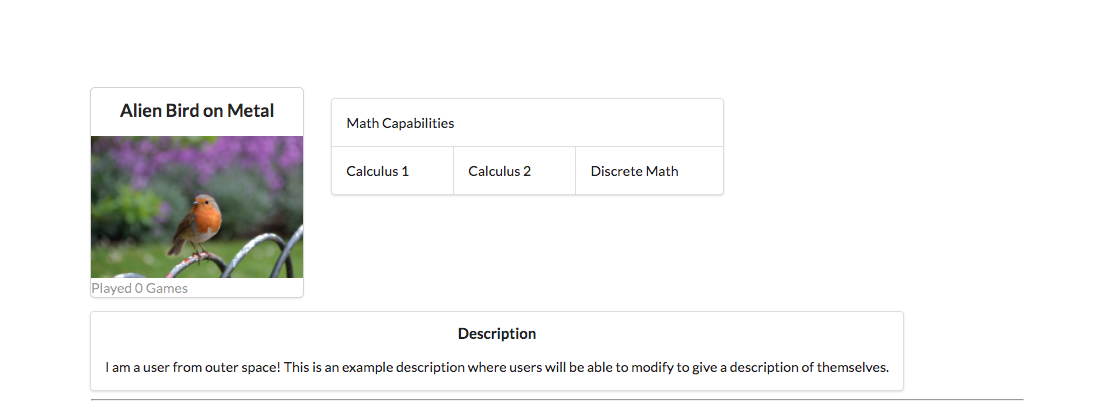 Alien Bird on Metal
Played 0 Games
Math Capabilities
Calculus 1 Calculus 2 Discrete Math
Description
I am a user from outer space! This is an example description where users will be able to modify to give a description of themselves.